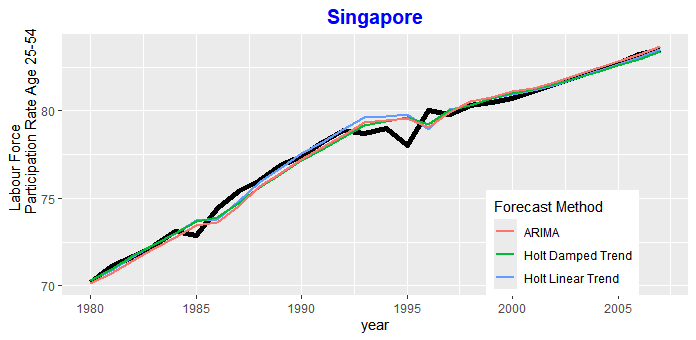 Singapore
Labour Force
Participation Rate Age 25-54
80
75
70
Forecast Method
ARIMA
Holt Damped Trend
Holt Linear Trend
1980 1985 1990 1995 2000 2005
year